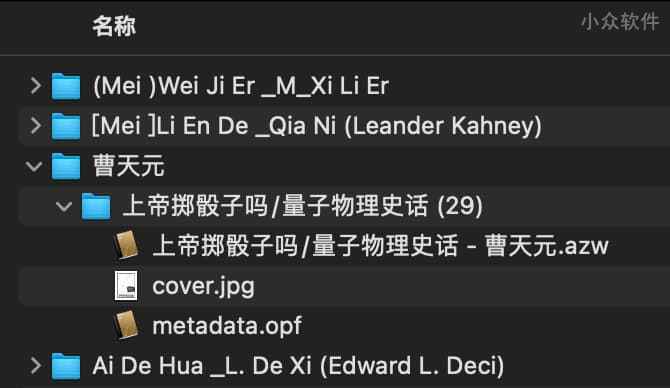 名称
小众软件
(Mei )Wei Ji Er _M_Xi Li Er
[Mei ]Li En De _Qia Ni (Leander Kahney)
曹天元
上帝掷骰子吗/量子物理史话 (29)
上帝掷骰子吗/量子物理史话 - 曹天元.azw
cover.jpg
metadata.opf
Ai De Hua _L. De Xi (Edward L. Deci)